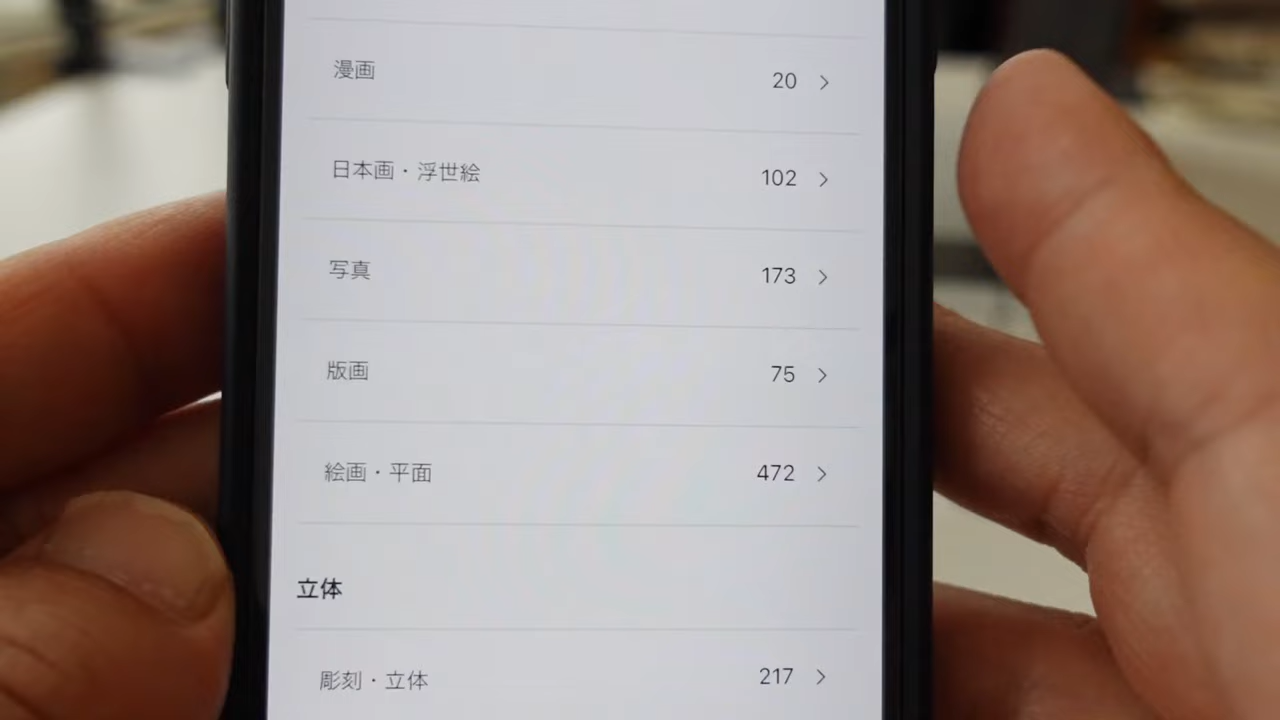 漫画 20
日本画・浮世絵 102
写真 173
版画 75
絵画・平面 472
立体
彫刻・立体 217